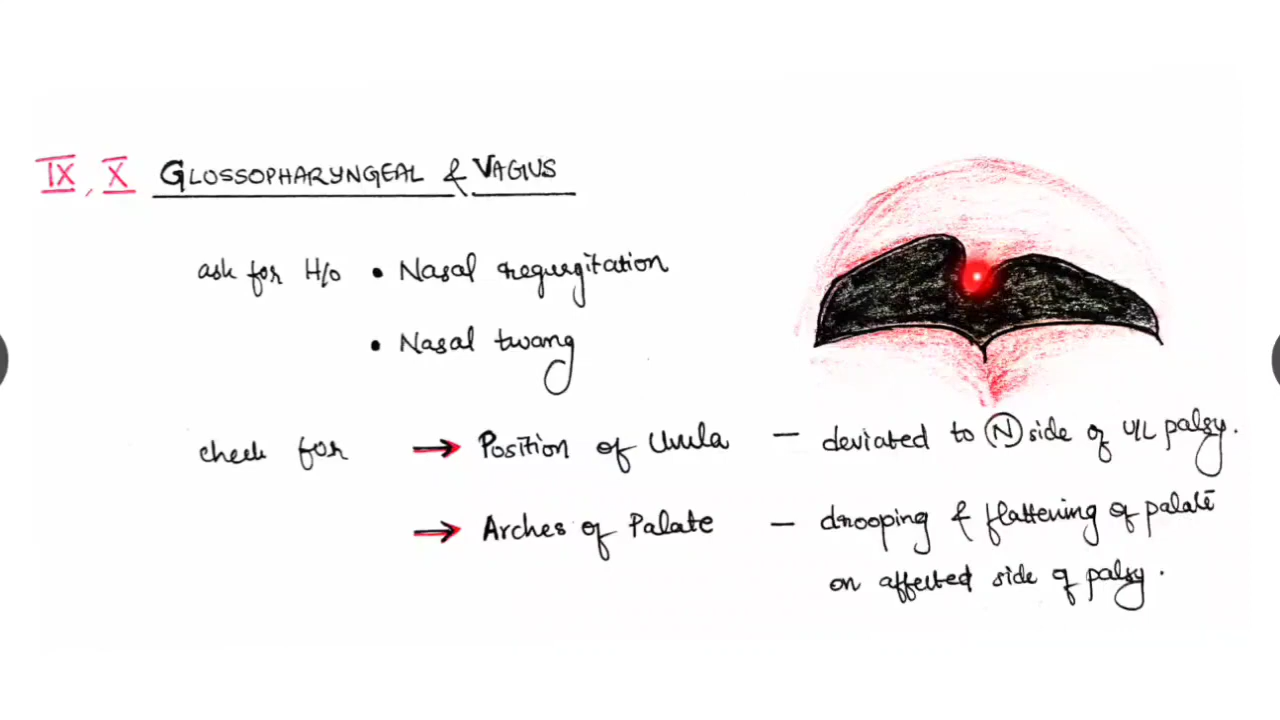 IX, X GLOSSOPHARYNGEAL & VAGUS
ask for H/o • Nasal regurgitation
• Nasal twang
check for → Position of Uvula – deviated to N side of U/L palsy.
→ Arches of Palate – drooping & flattening of palate
on affected side of palsy.